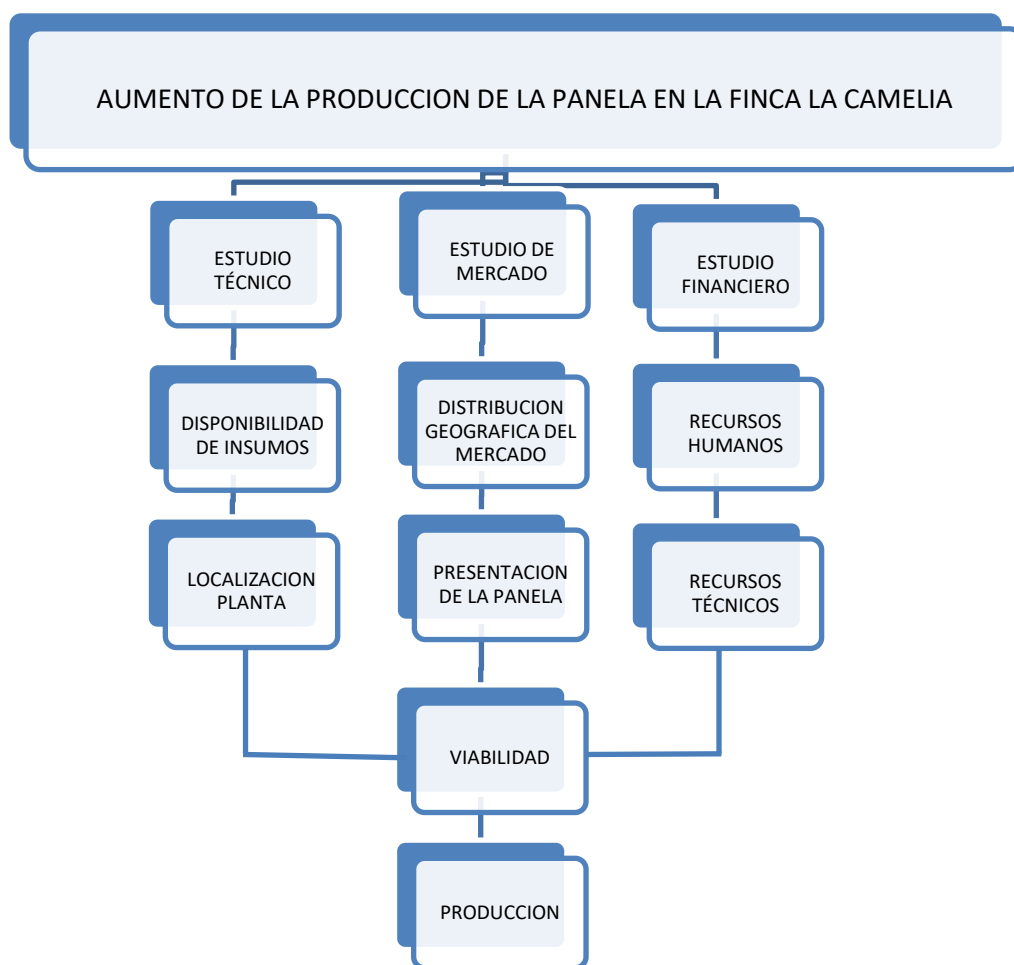 AUMENTO DE LA PRODUCCION DE LA PANELA EN LA FINCA LA CAMELIA
ESTUDIO
TÉCNICO
ESTUDIO DE
MERCADO
ESTUDIO
FINANCIERO
DISPONIBILIDAD
DE INSUMOS
DISTRIBUCION
GEOGRAFICA DEL
MERCADO
RECURSOS
HUMANOS
LOCALIZACION
PLANTA
PRESENTACION
DE LA PANELA
RECURSOS
TÉCNICOS
VIABILIDAD
PRODUCCION